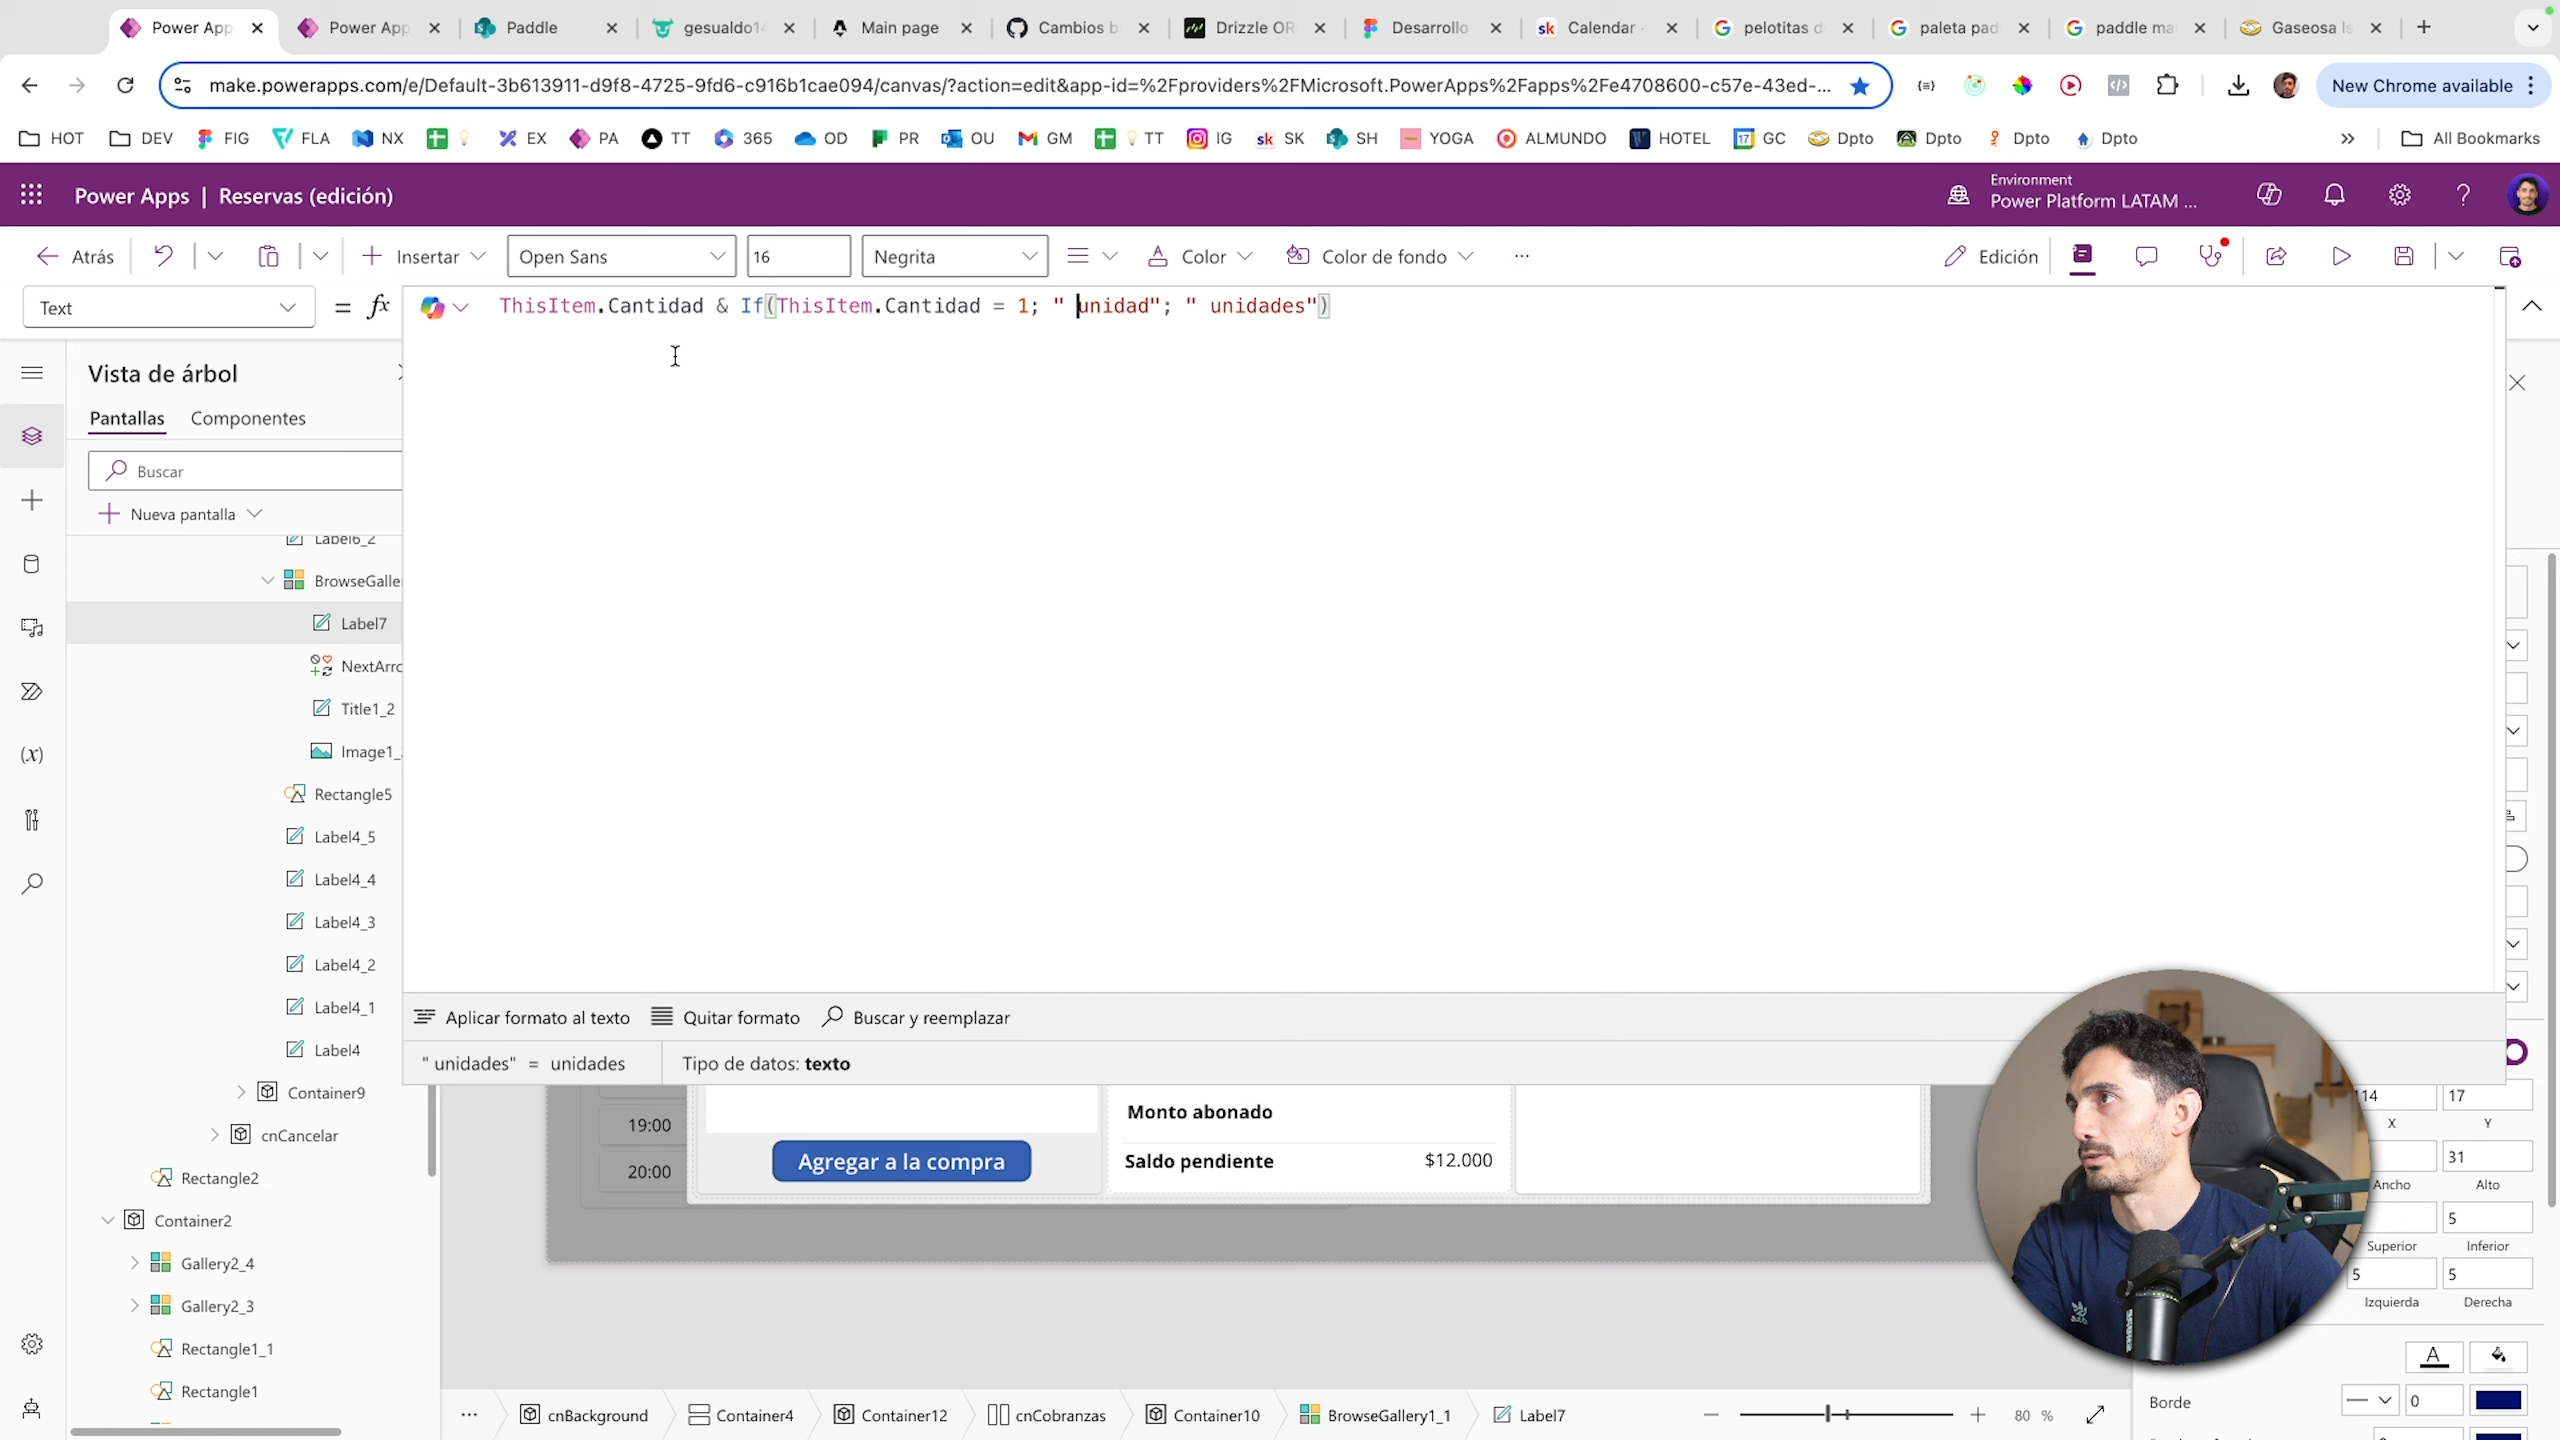 Power App
Power App
Paddle
gesualdo14
Main page
Cambios b
Drizzle OR
Desarrollo
Calendar
pelotitas d
paleta pad
paddle ma
Gaseosa Is
make.powerapps.com/e/Default-3b613911-d9f8-4725-9fd6-c916b1cae094/canvas/?action=edit&app-id=%2Fproviders%2FMicrosoft.PowerApps%2Fapps%2Fe4708600-c57e-43ed-...
New Chrome available
HOT DEV FIG FLA NX EX PA TT 365 OD PR OU GM TT IG SK SH YOGA ALMUNDO HOTEL GC Dpto Dpto Dpto Dpto » All Bookmarks
Power Apps | Reservas (edición)
Environment
Power Platform LATAM ...
Atrás Insertar Open Sans 16 Negrita Color Color de fondo ... Edición
Text = fx ThisItem.Cantidad & If(ThisItem.Cantidad = 1; " unidad"; " unidades")
Vista de árbol
Pantallas Componentes
Buscar
Nueva pantalla
Label6_2
BrowseGalle
Label7
NextArro
Title1_2
Image1_
Rectangle5
Label4_5
Label4_4
Label4_3
Label4_2
Label4_1
Label4
Container9
cnCancelar
Rectangle2
Container2
Gallery2_4
Gallery2_3
Rectangle1_1
Rectangle1
Aplicar formato al texto Quitar formato Buscar y reemplazar
" unidades" = unidades Tipo de datos: texto
19:00
20:00
Agregar a la compra
Monto abonado
Saldo pendiente $12.000
114 17
X Y
31
Ancho Alto
5
Superior Inferior
5 5
Izquierda Derecha
Borde 0
... cnBackground Container4 Container12 cnCobranzas Container10 BrowseGallery1_1 Label7
80 %